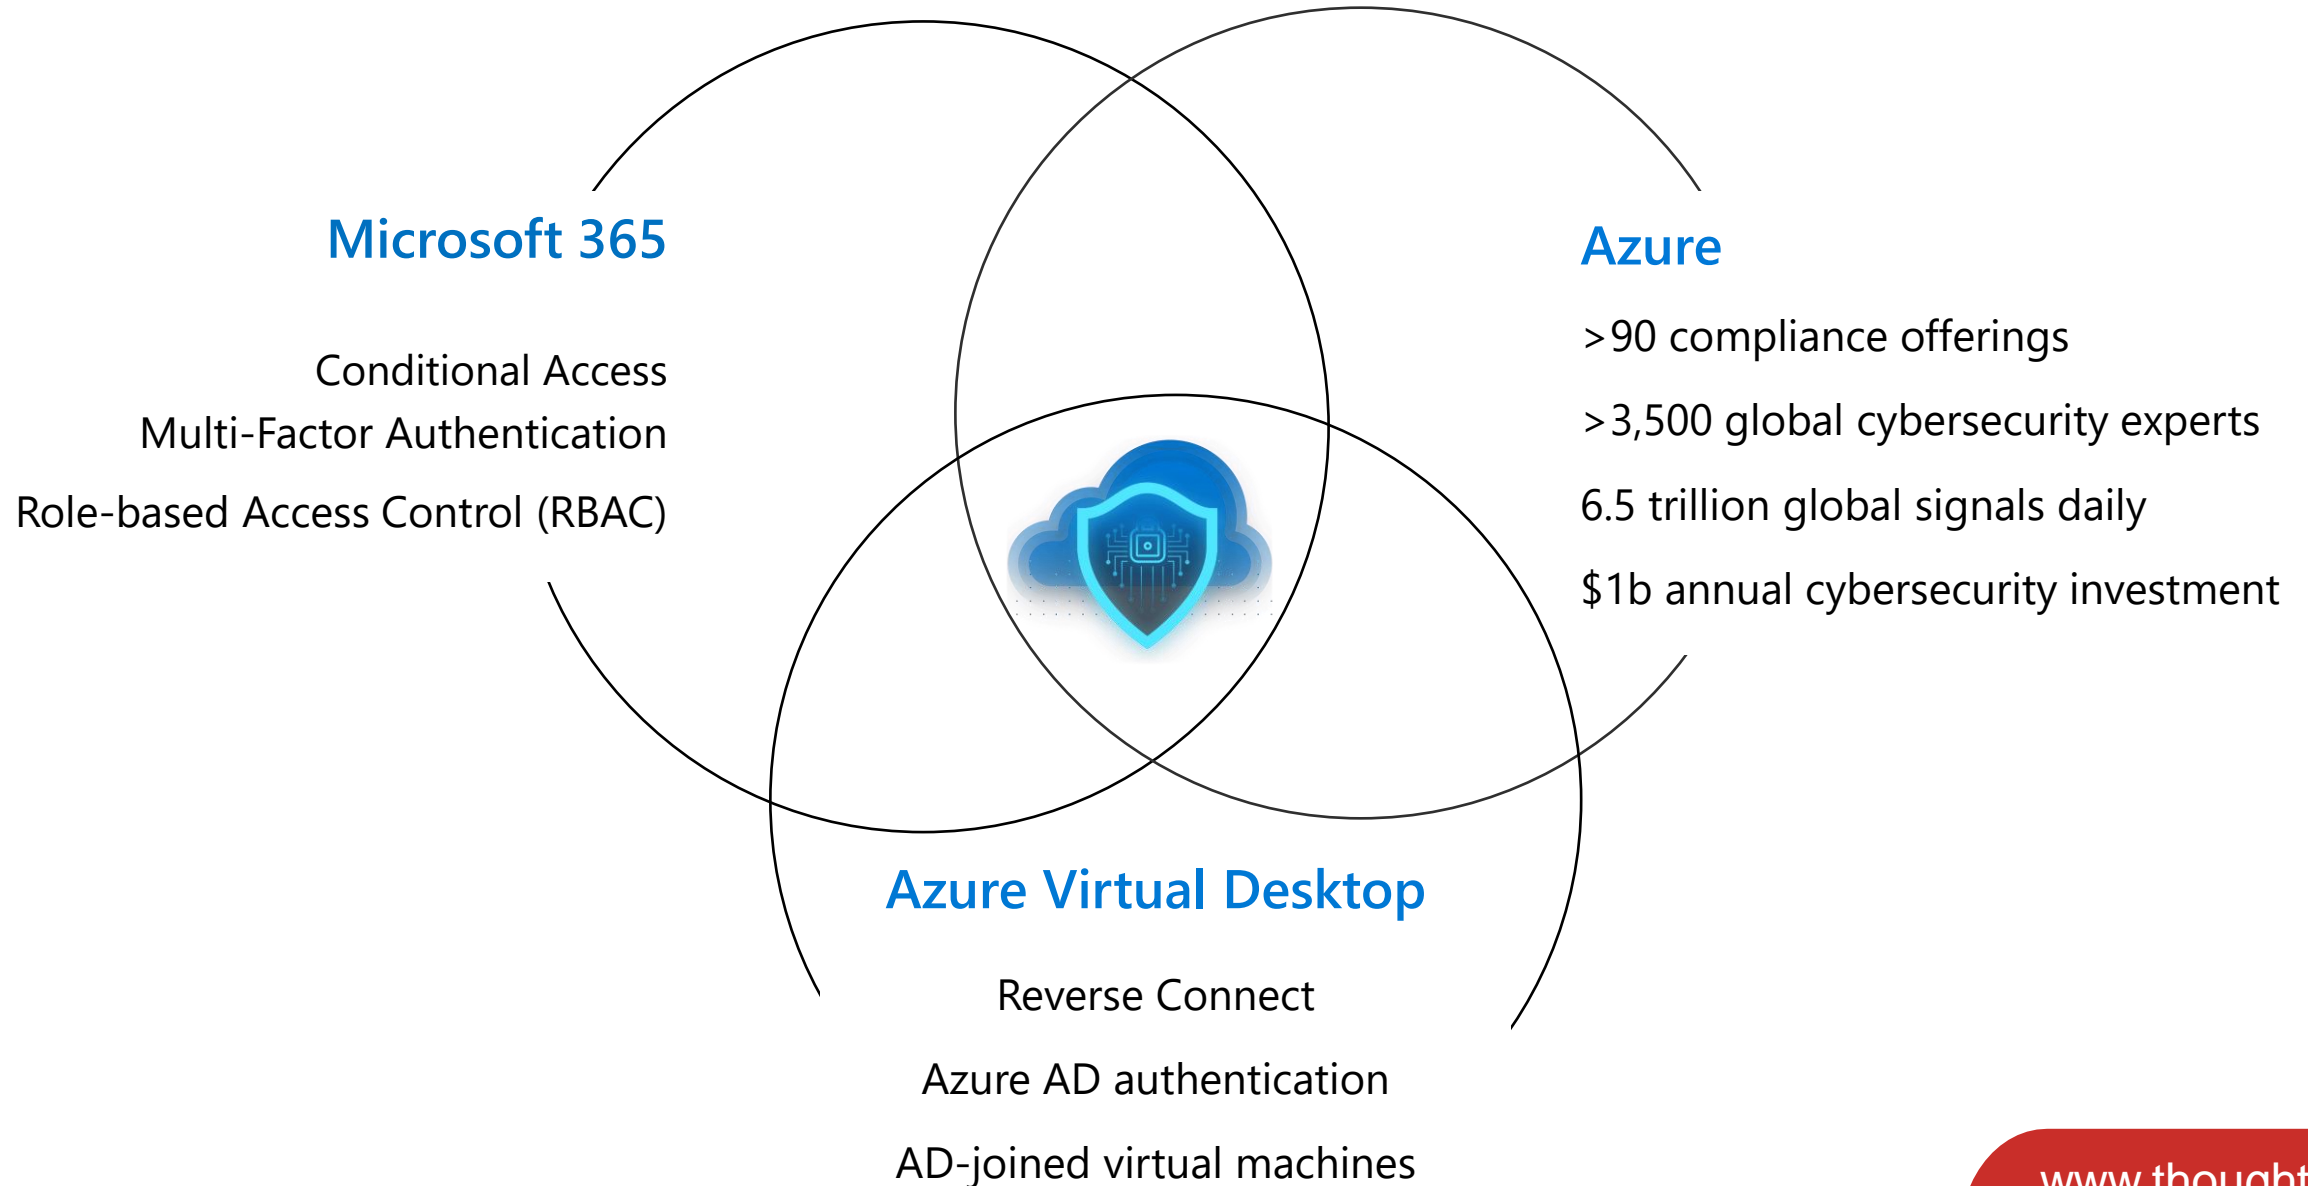 Microsoft 365
Conditional Access
Multi-Factor Authentication
Role-based Access Control (RBAC)
Azure
>90 compliance offerings
>3,500 global cybersecurity experts
6.5 trillion global signals daily
$1b annual cybersecurity investment
Azure Virtual Desktop
Reverse Connect
Azure AD authentication
AD-joined virtual machines
www.thought